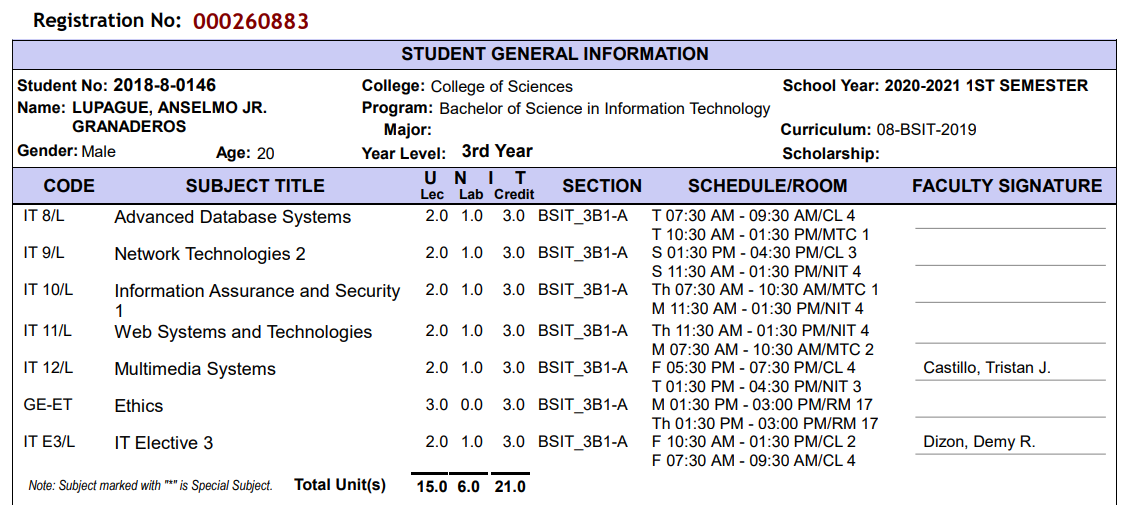 Registration No: 000260883
STUDENT GENERAL INFORMATION
Student No: 2018-8-0146 College: College of Sciences School Year: 2020-2021 1ST SEMESTER
Name: LUPAGUE, ANSELMO JR. Program: Bachelor of Science in Information Technology
GRANADEROS Major: Curriculum: 08-BSIT-2019
Gender: Male Age: 20 Year Level: 3rd Year Scholarship:
CODE SUBJECT TITLE U N I T SECTION SCHEDULE/ROOM FACULTY SIGNATURE
Lec Lab Credit
IT 8/L Advanced Database Systems 2.0 1.0 3.0 BSIT_3B1-A T 07:30 AM - 09:30 AM/CL 4
T 10:30 AM - 01:30 PM/MTC 1
IT 9/L Network Technologies 2 2.0 1.0 3.0 BSIT_3B1-A S 01:30 PM - 04:30 PM/CL 3
S 11:30 AM - 01:30 PM/NIT 4
IT 10/L Information Assurance and Security 2.0 1.0 3.0 BSIT_3B1-A Th 07:30 AM - 10:30 AM/MTC 1
1 M 11:30 AM - 01:30 PM/NIT 4
IT 11/L Web Systems and Technologies 2.0 1.0 3.0 BSIT_3B1-A Th 11:30 AM - 01:30 PM/NIT 4
M 07:30 AM - 10:30 AM/MTC 2
IT 12/L Multimedia Systems 2.0 1.0 3.0 BSIT_3B1-A F 05:30 PM - 07:30 PM/CL 4 Castillo, Tristan J.
T 01:30 PM - 04:30 PM/NIT 3
GE-ET Ethics 3.0 0.0 3.0 BSIT_3B1-A M 01:30 PM - 03:00 PM/RM 17
Th 01:30 PM - 03:00 PM/RM 17
IT E3/L IT Elective 3 2.0 1.0 3.0 BSIT_3B1-A F 10:30 AM - 01:30 PM/CL 2 Dizon, Demy R.
F 07:30 AM - 09:30 AM/CL 4
Note: Subject marked with "*" is Special Subject. Total Unit(s) 15.0 6.0 21.0